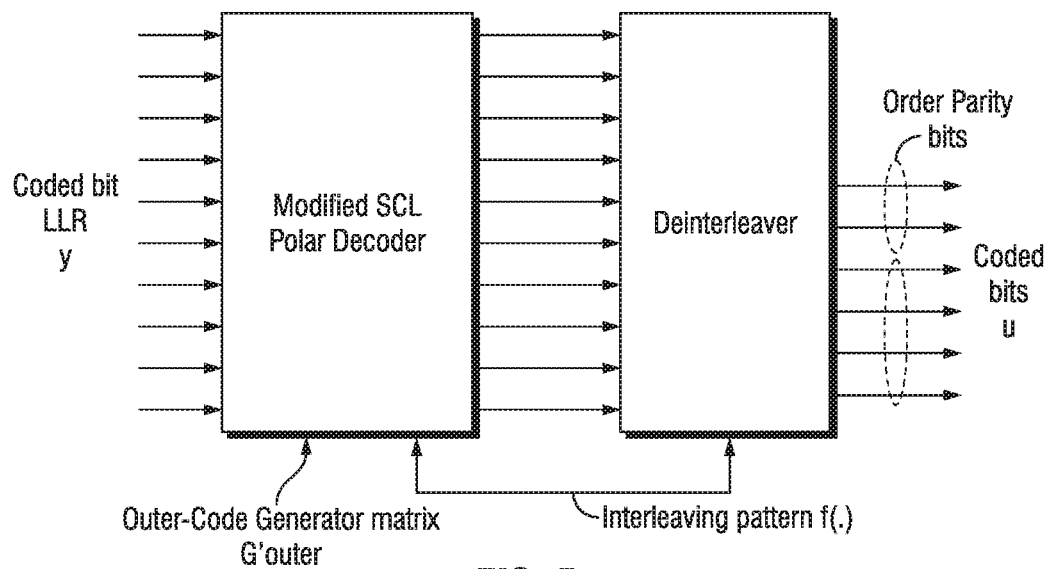 Coded bit
LLR
y
Modified SCL
Polar Decoder
Deinterleaver
Order Parity
bits
Coded
bits
u
Outer-Code Generator matrix
G'outer
Interleaving pattern f(.)